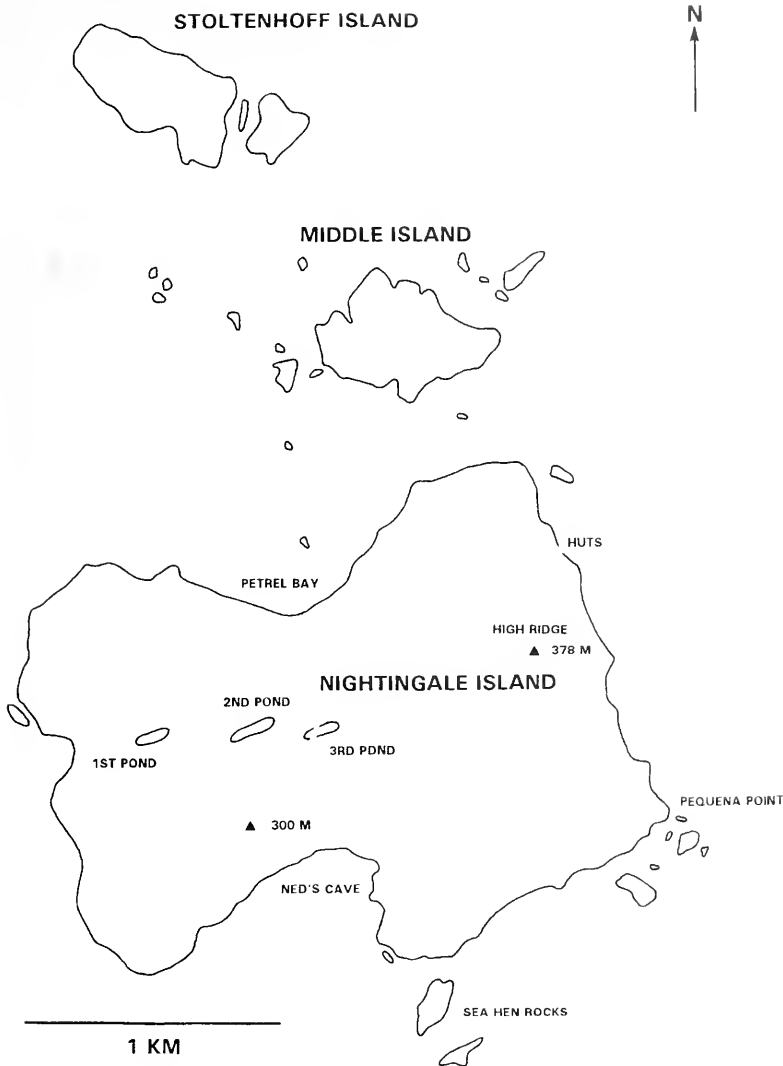 STOLTENHOFF ISLAND
N
MIDDLE ISLAND
HUTS
PETREL BAY
HIGH RIDGE
378 M
NIGHTINGALE ISLAND
2ND POND
1ST POND
3RD PDND
PEQUENA POINT
300 M
NED'S CAVE
SEA HEN ROCKS
1 KM